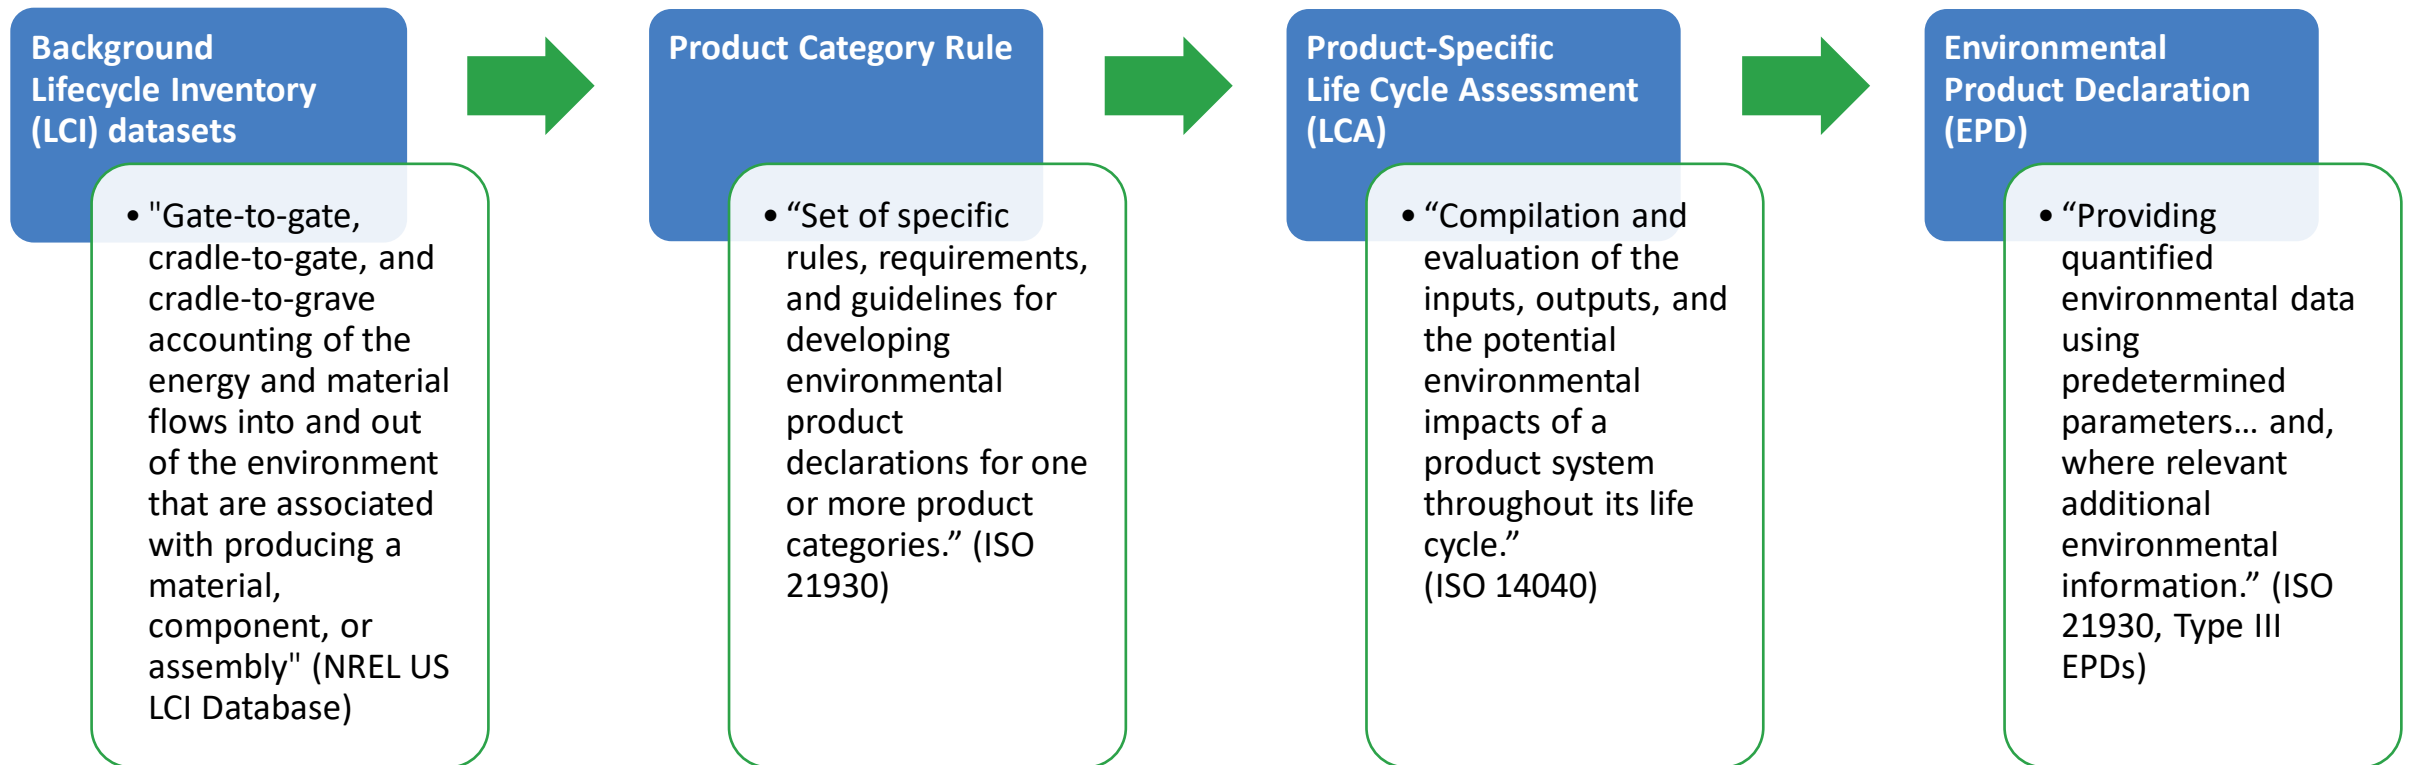 Background
Lifecycle Inventory
(LCI) datasets
• "Gate-to-gate,
cradle-to-gate, and
cradle-to-grave
accounting of the
energy and material
flows into and out
of the environment
that are associated
with producing a
material,
component, or
assembly" (NREL US
LCI Database)
Product Category Rule
• “Set of specific
rules, requirements,
and guidelines for
developing
environmental
product
declarations for one
or more product
categories.” (ISO
21930)
Product-Specific
Life Cycle Assessment
(LCA)
• “Compilation and
evaluation of the
inputs, outputs, and
the potential
environmental
impacts of a
product system
throughout its life
cycle.”
(ISO 14040)
Environmental
Product Declaration
(EPD)
• “Providing
quantified
environmental data
using
predetermined
parameters… and,
where relevant
additional
environmental
information.” (ISO
21930, Type III
EPDs)